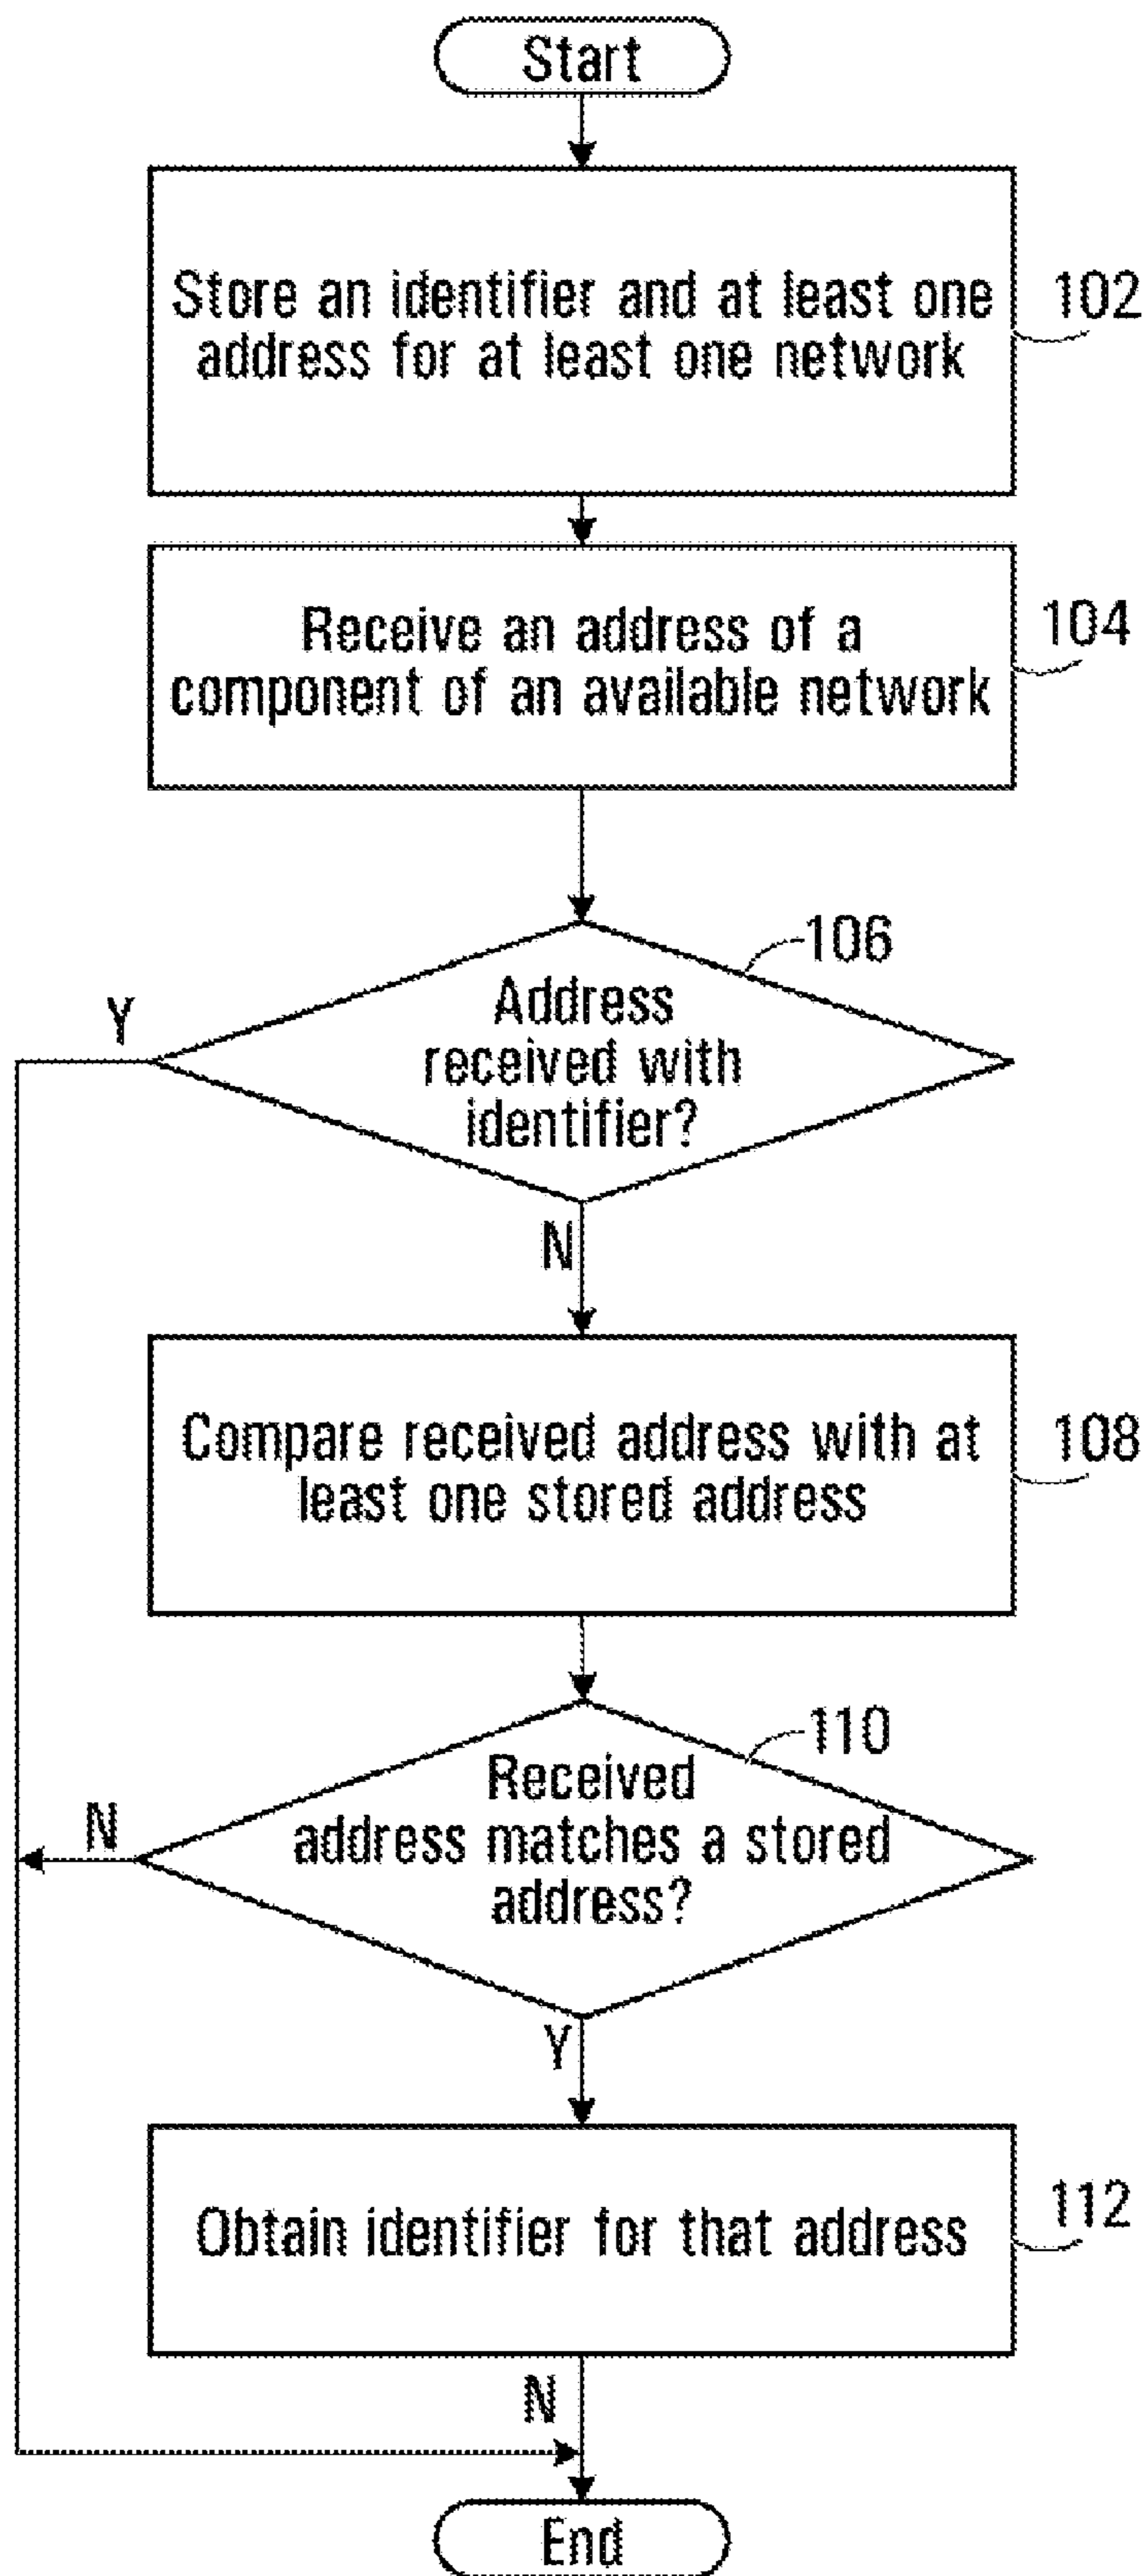 Start
Store an identifier and at least one
address for at least one network
102
Receive an address of a
component of an available network
104
106
Address
received with
identifier?
Y
N
Compare received address with at
least one stored address
108
110
Received
address matches a stored
address?
N
Y
Obtain identifier for that address
112
N
End